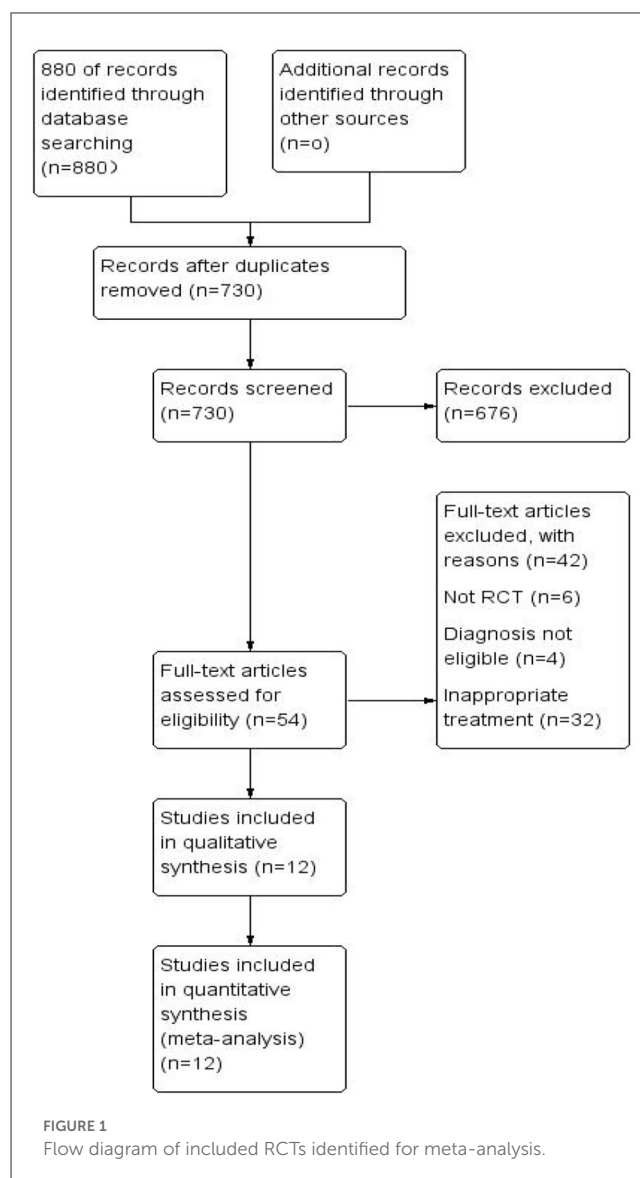 880 of records
identified through
database
searching
(n=880)
Additional records
identified through
other sources
(n=o)
Records after duplicates
removed (n=730)
Records screened
(n=730)
Records excluded
(n=676)
Full-text articles
excluded, with
reasons (n=42)
Not RCT (n=6)
Diagnosis not
eligible (n=4)
Inappropriate
treatment (n=32)
Full-text articles
assessed for
eligibility (n=54)
Studies included
in qualitative
synthesis (n=12)
Studies included
in quantitative
synthesis
(meta-analysis)
(n=12)
FIGURE 1
Flow diagram of included RCTs identified for meta-analysis.